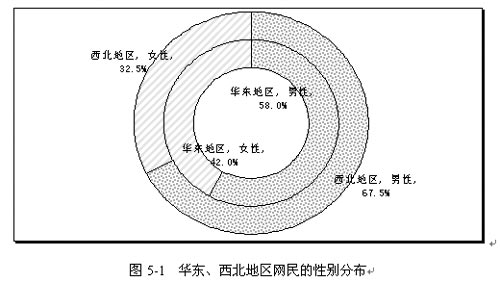 西北地区, 女性,
32.5%
华东地区, 男性,
58.0%
华东地区, 女性,
42.0%
西北地区, 男性,
67.5%
图 5-1 华东、西北地区网民的性别分布